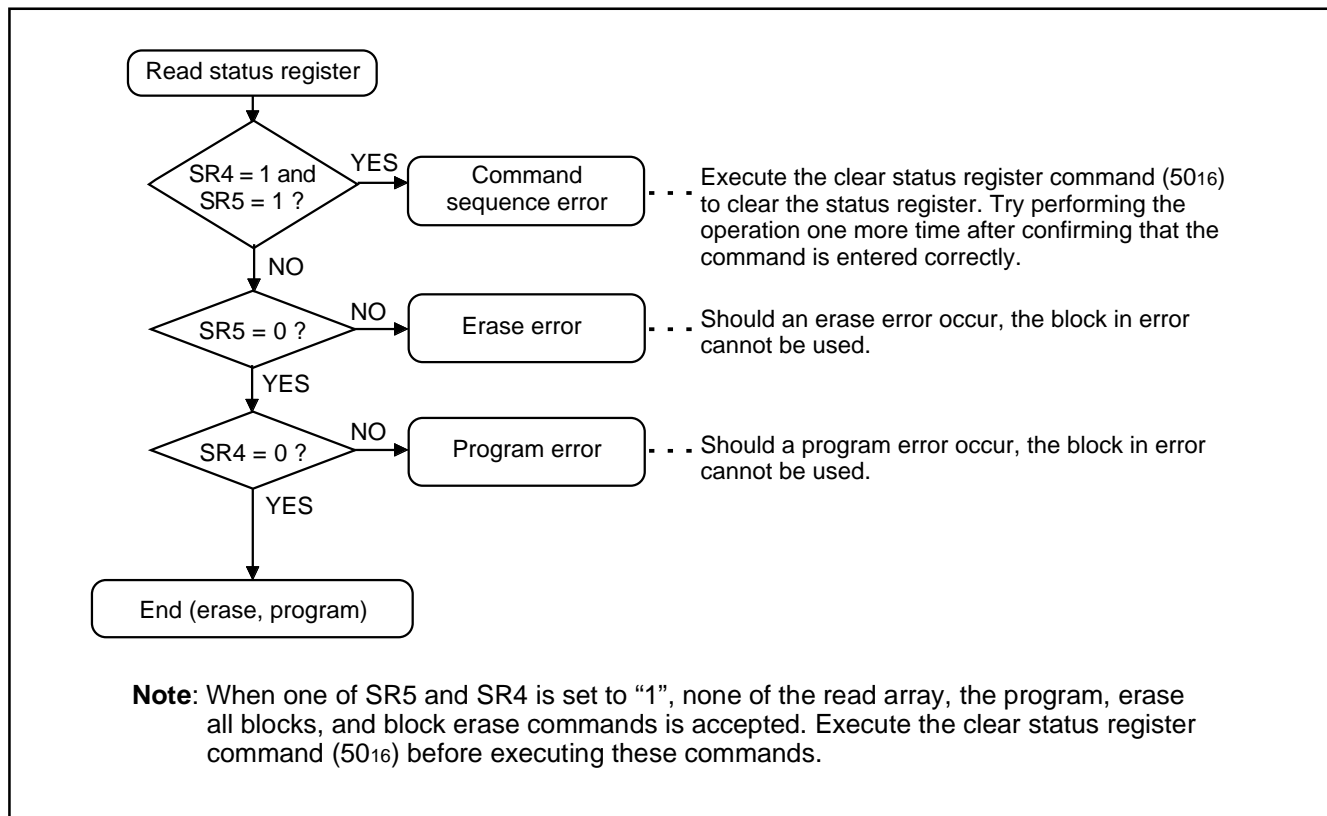 Read status register
SR4 = 1 and
SR5 = 1 ?
YES
Command
sequence error
Execute the clear status register command (5016)
to clear the status register. Try performing the
operation one more time after confirming that the
command is entered correctly.
NO
SR5 = 0 ?
NO
Erase error
Should an erase error occur, the block in error
cannot be used.
YES
SR4 = 0 ?
NO
Program error
Should a program error occur, the block in error
cannot be used.
YES
End (erase, program)
Note: When one of SR5 and SR4 is set to “1”, none of the read array, the program, erase
all blocks, and block erase commands is accepted. Execute the clear status register
command (5016) before executing these commands.